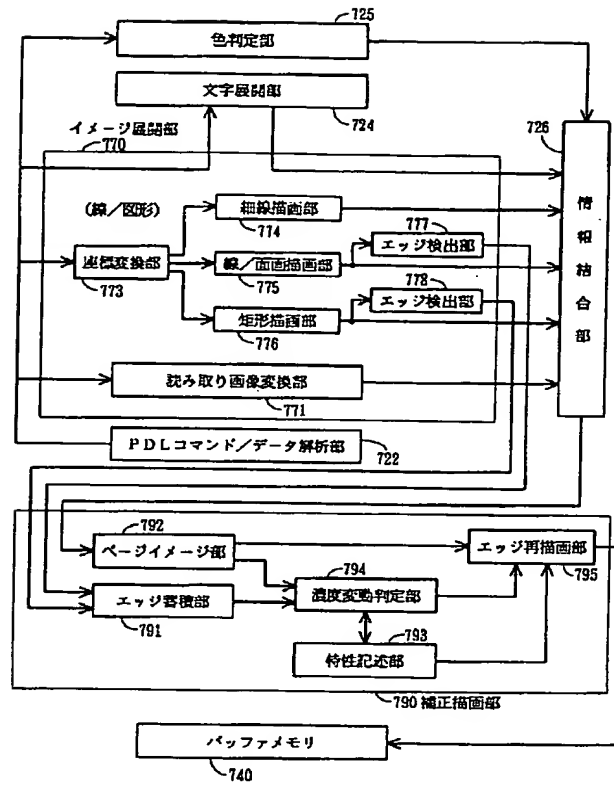 725
色判定部
文字展開部
724
イメージ展開部
770
726
情報結合部
(線/図形)
細線描画部
774
777
エッジ検出部
座標変換部
773
線/面画描画部
775
778
エッジ検出部
矩形描画部
776
読み取り画像変換部
771
PDLコマンド/データ解析部
722
792
ページイメージ部
エッジ再描画部
795
794
濃度変動判定部
エッジ蓄積部
791
793
特性記述部
790 補正描画部
バッファメモリ
740